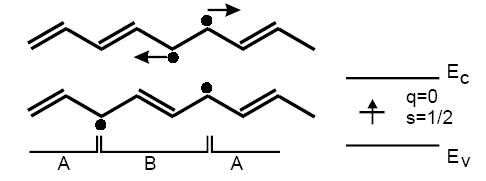 E_C
q=0
s=1/2
E_V
A B A